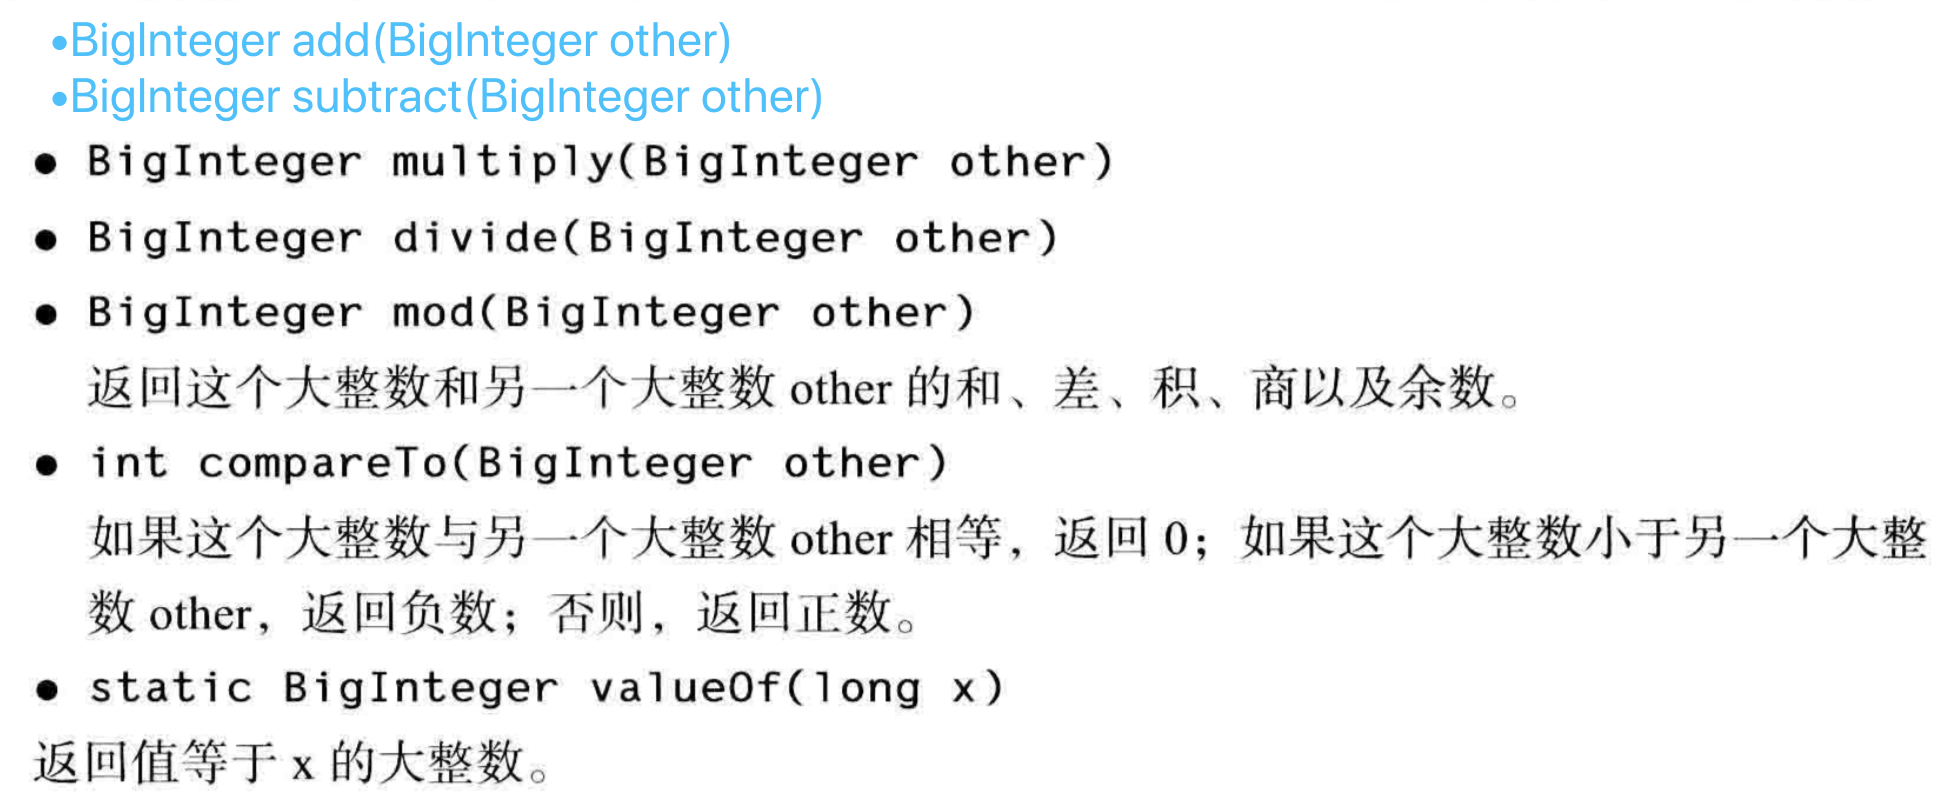 •BigInteger add(BigInteger other)
•BigInteger subtract(BigInteger other)
● BigInteger multiply(BigInteger other)
● BigInteger divide(BigInteger other)
● BigInteger mod(BigInteger other)
返回这个大整数和另一个大整数 other 的和、差、积、商以及余数。
● int compareTo(BigInteger other)
如果这个大整数与另一个大整数 other 相等，返回 0；如果这个大整数小于另一个大整
数 other，返回负数；否则，返回正数。
● static BigInteger valueOf(long x)
返回值等于 x 的大整数。